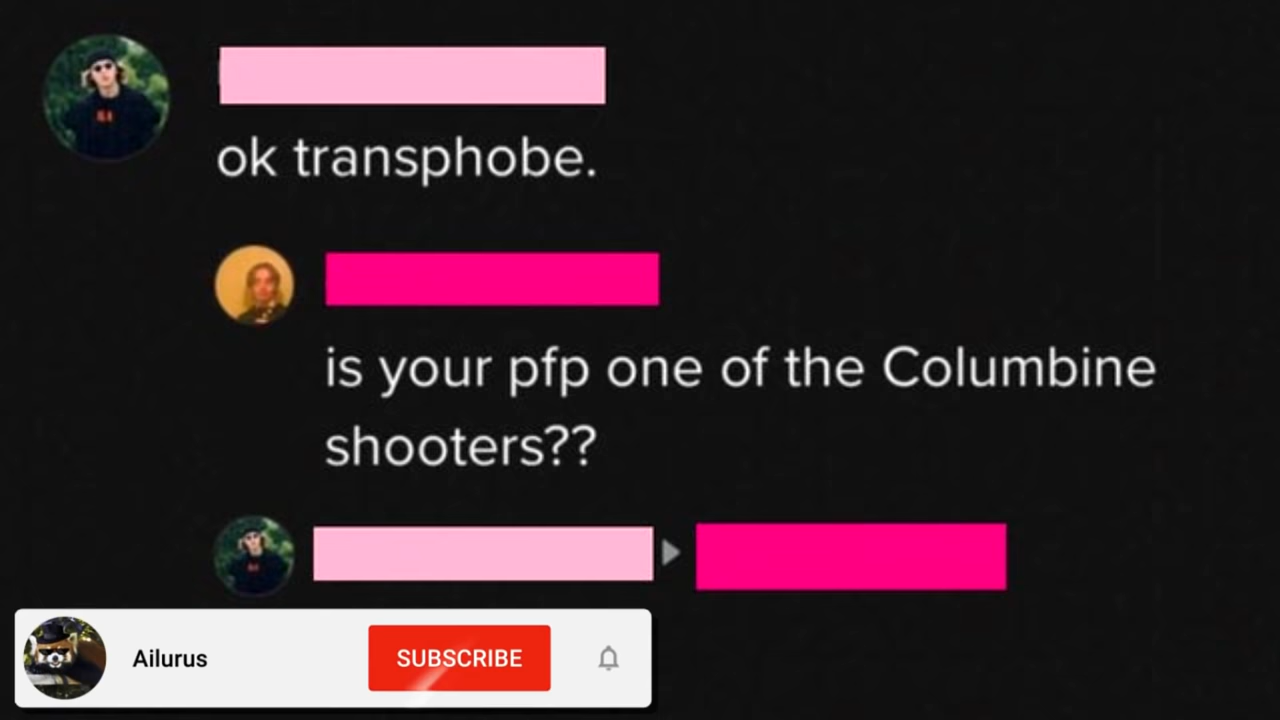 ok transphobe.
is your pfp one of the Columbine
shooters??
Ailurus
SUBSCRIBE